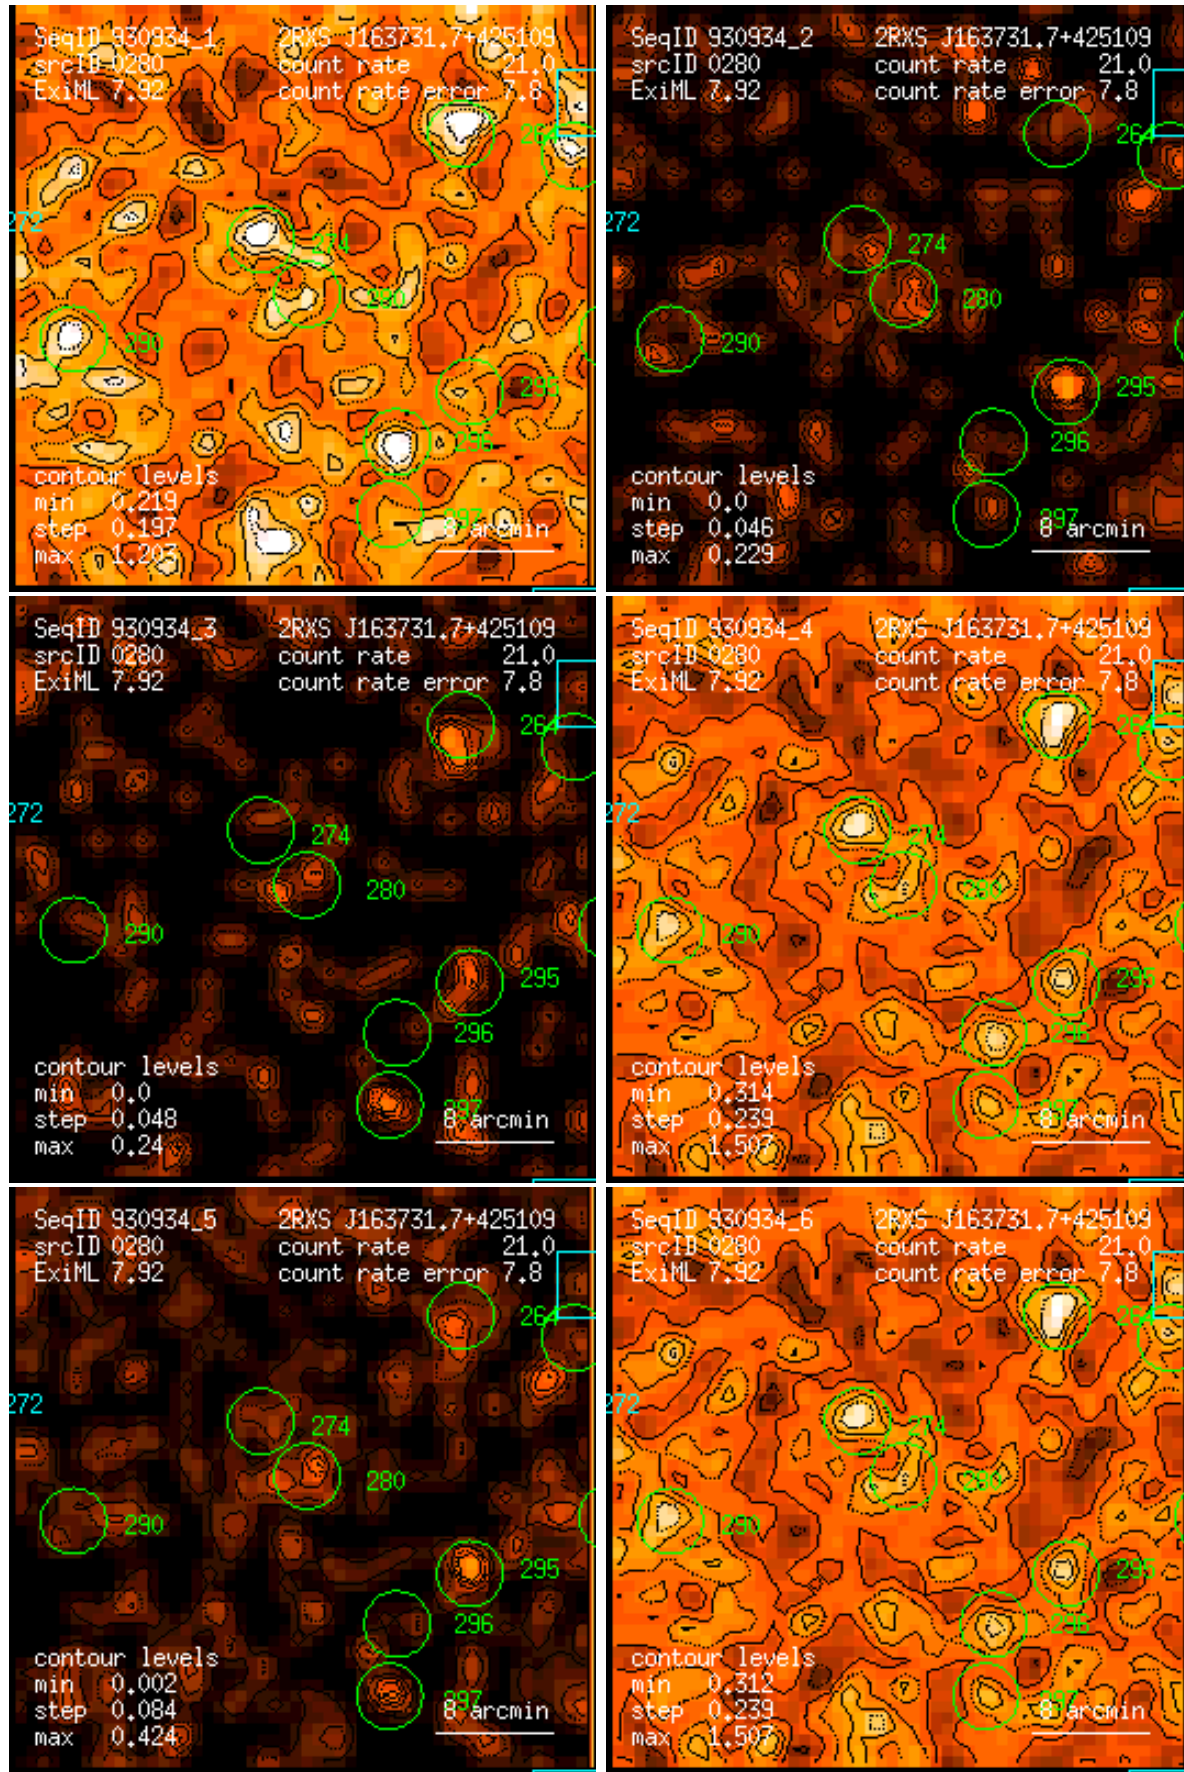 SeqID 930934_1 2RXS J163731.7+425109
srcID 0280 count rate 21.0
ExiML 7.92 count rate error 7.8
264
272
274
280
290
295
296
297
contour levels
min 0.219
step 0.197
max 1.203
8 arcmin
SeqID 930934_2 2RXS J163731.7+425109
srcID 0280 count rate 21.0
ExiML 7.92 count rate error 7.8
264
272
274
280
290
295
296
297
contour levels
min 0.0
step 0.046
max 0.229
8 arcmin
SeqID 930934_3 2RXS J163731.7+425109
srcID 0280 count rate 21.0
ExiML 7.92 count rate error 7.8
264
272
274
280
290
295
296
297
contour levels
min 0.0
step 0.048
max 0.24
8 arcmin
SeqID 930934_4 2RXS J163731.7+425109
srcID 0280 count rate 21.0
ExiML 7.92 count rate error 7.8
264
272
274
280
290
295
296
297
contour levels
min 0.314
step 0.239
max 1.507
8 arcmin
SeqID 930934_5 2RXS J163731.7+425109
srcID 0280 count rate 21.0
ExiML 7.92 count rate error 7.8
264
272
274
280
290
295
296
297
contour levels
min 0.002
step 0.084
max 0.424
8 arcmin
SeqID 930934_6 2RXS J163731.7+425109
srcID 0280 count rate 21.0
ExiML 7.92 count rate error 7.8
264
272
274
280
290
295
296
297
contour levels
min 0.312
step 0.239
max 1.507
8 arcmin